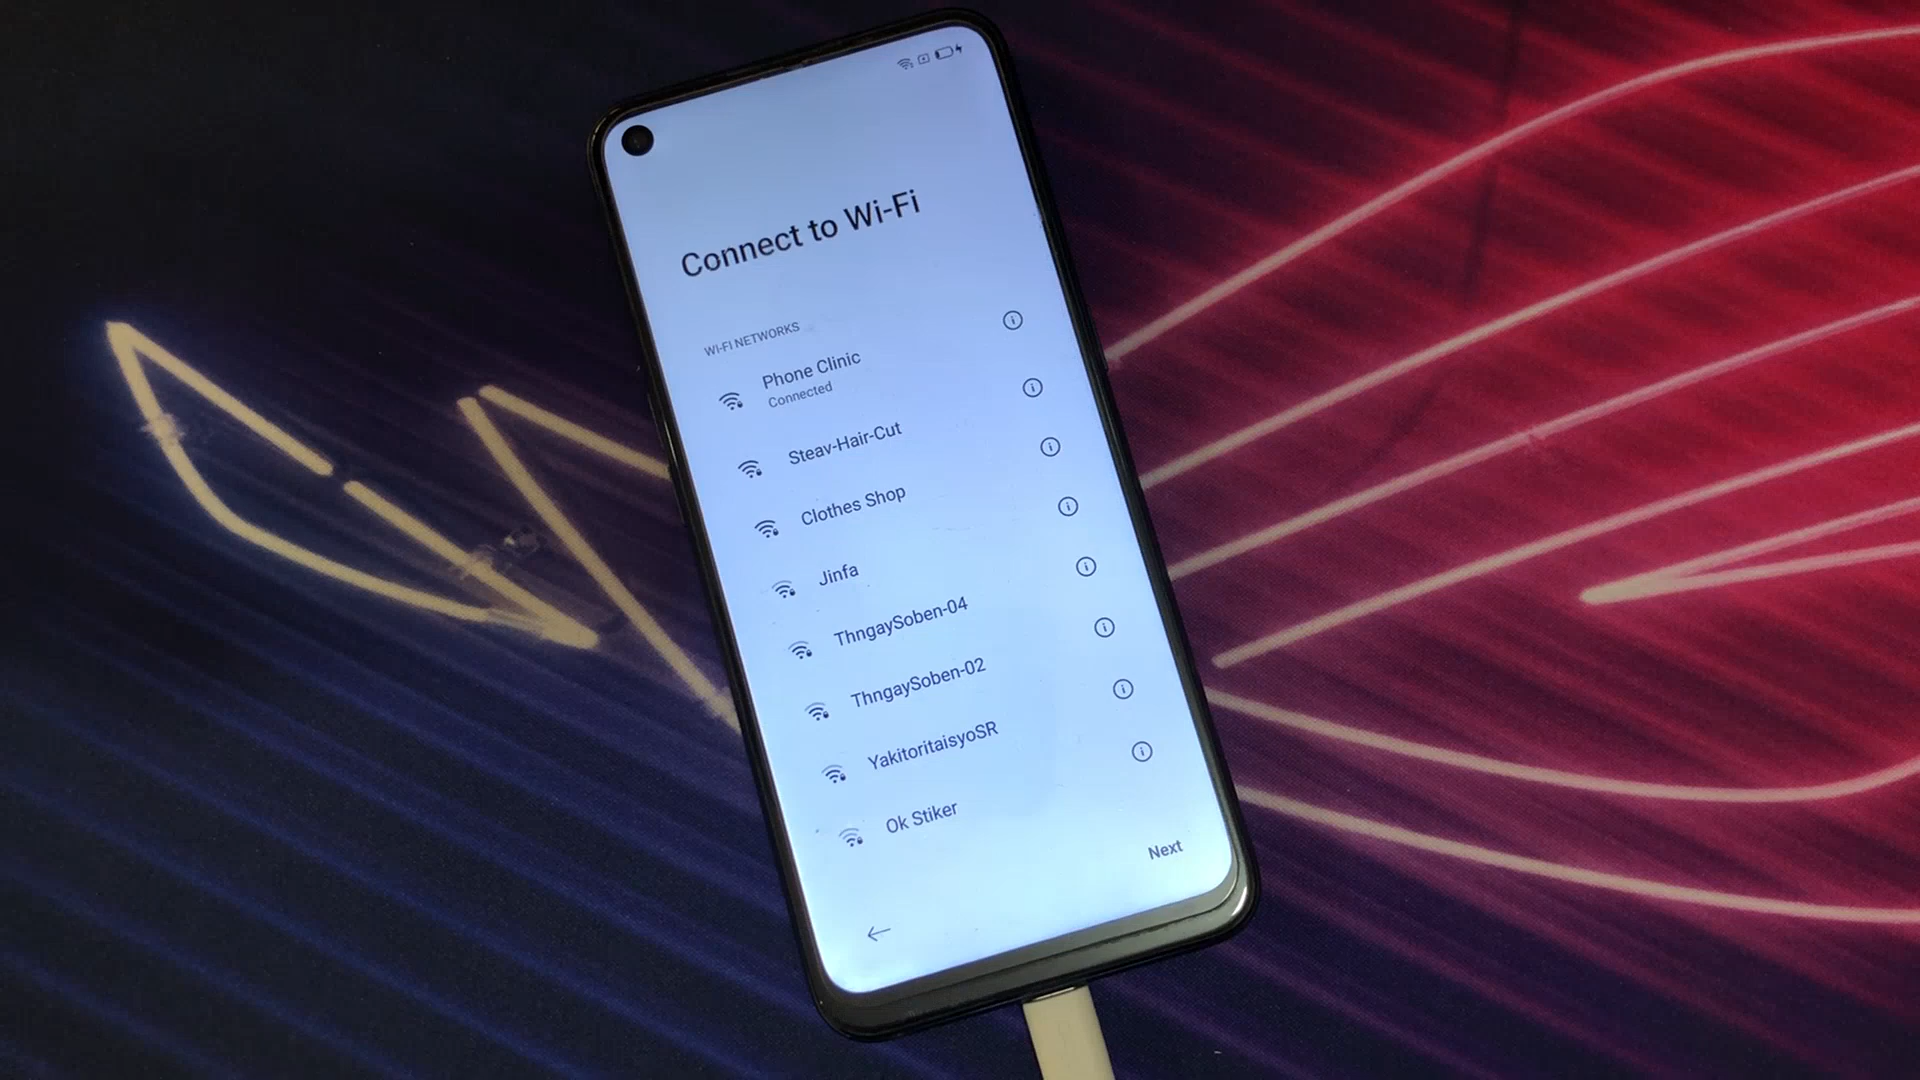 Connect to Wi-Fi
WI-FI NETWORKS
Phone Clinic
Connected
Steav-Hair-Cut
Clothes Shop
Jinfa
ThngaySoben-04
ThngaySoben-02
YakitoritaisyoSR
Ok Stiker
Next